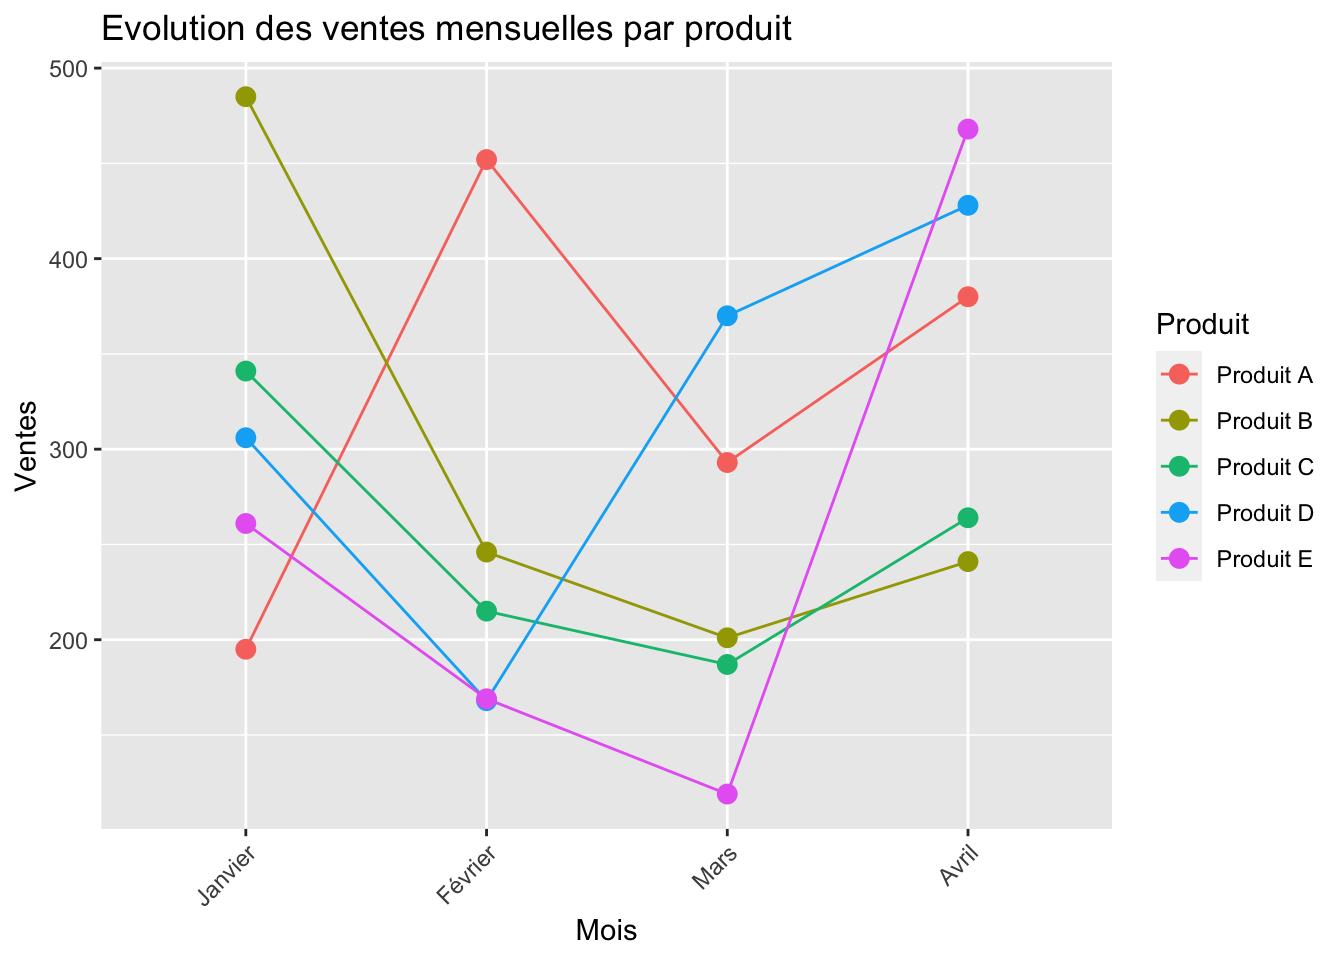 Evolution des ventes mensuelles par produit
500
400
300
200
Ventes
Janvier
Février
Mars
Avril
Mois
Produit
Produit A
Produit B
Produit C
Produit D
Produit E